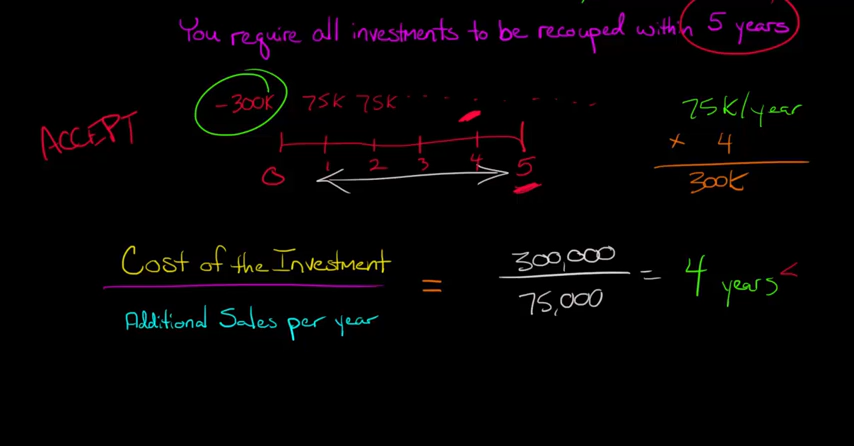 You require all investments to be recouped within 5 years
-300K 75K 75K . . . . . . . . . .
ACCEPT
0 1 2 3 4 5
75K/year
x 4
300K
Cost of the Investment
Additional Sales per year
=
300,000
75,000
= 4 years <